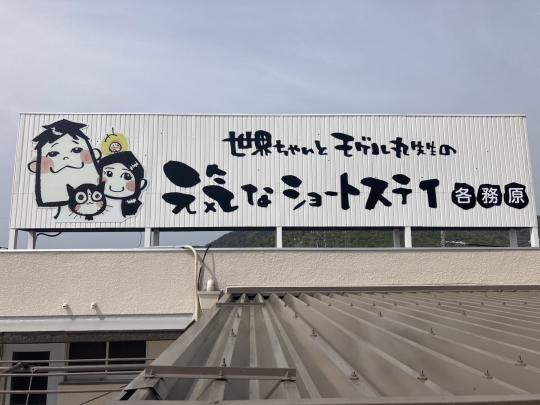 世界ちゃんとモゲル丸先生の
元気なショートステイ各務原